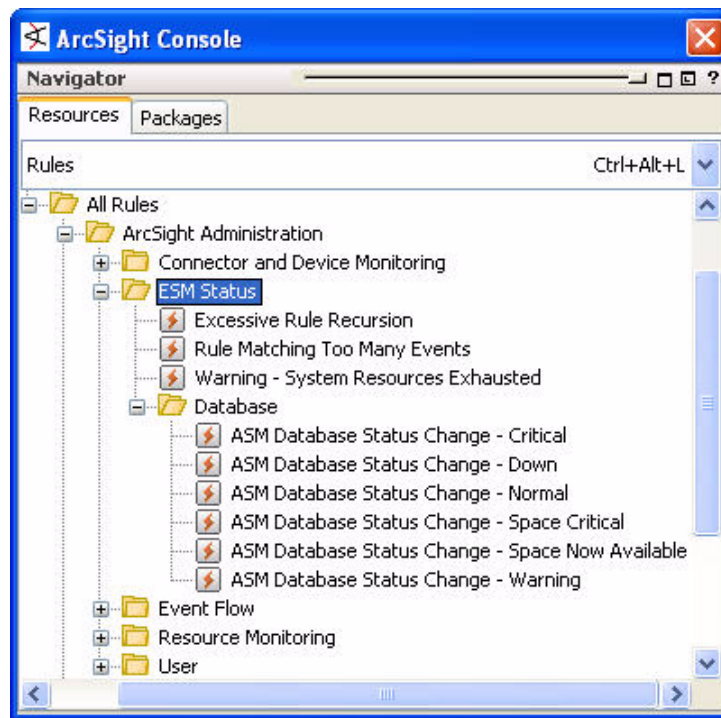 ArcSight Console
Navigator ?
Resources Packages
Rules Ctrl+Alt+L
All Rules
ArcSight Administration
Connector and Device Monitoring
ESM Status
Excessive Rule Recursion
Rule Matching Too Many Events
Warning - System Resources Exhausted
Database
ASM Database Status Change - Critical
ASM Database Status Change - Down
ASM Database Status Change - Normal
ASM Database Status Change - Space Critical
ASM Database Status Change - Space Now Available
ASM Database Status Change - Warning
Event Flow
Resource Monitoring
User